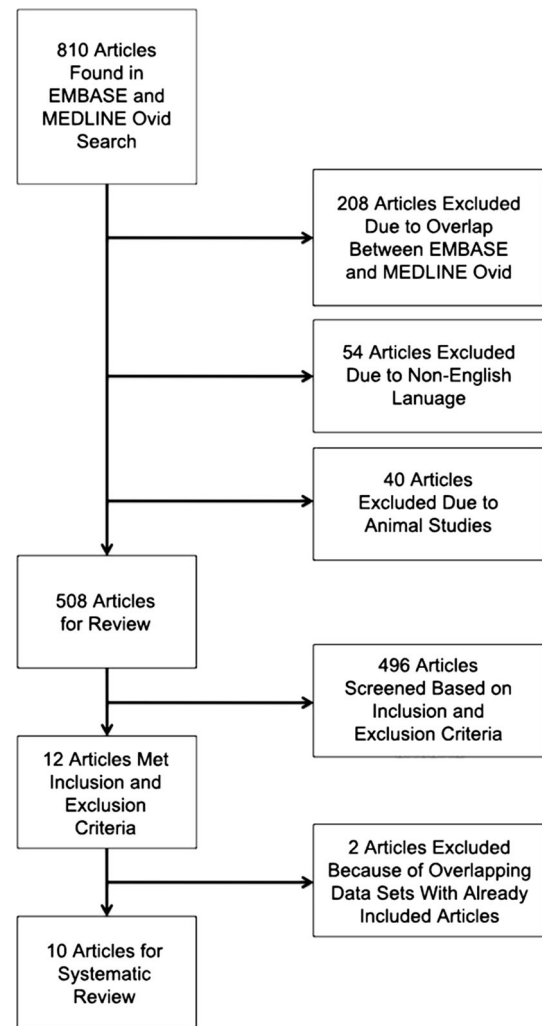 810 Articles
Found in
EMBASE and
MEDLINE Ovid
Search
208 Articles Excluded
Due to Overlap
Between EMBASE
and MEDLINE Ovid
54 Articles Excluded
Due to Non-English
Lanuage
40 Articles
Excluded Due to
Animal Studies
508 Articles
for Review
496 Articles
Screened Based on
Inclusion and
Exclusion Criteria
12 Articles Met
Inclusion and
Exclusion
Criteria
2 Articles Excluded
Because of Overlapping
Data Sets With Already
Included Articles
10 Articles for
Systematic
Review